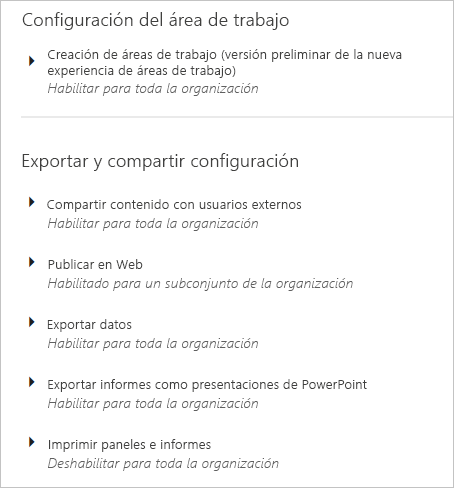 Configuración del área de trabajo
Creación de áreas de trabajo (versión preliminar de la nueva
experiencia de áreas de trabajo)
Habilitar para toda la organización
Exportar y compartir configuración
Compartir contenido con usuarios externos
Habilitar para toda la organización
Publicar en Web
Habilitado para un subconjunto de la organización
Exportar datos
Habilitar para toda la organización
Exportar informes como presentaciones de PowerPoint
Habilitar para toda la organización
Imprimir paneles e informes
Deshabilitar para toda la organización